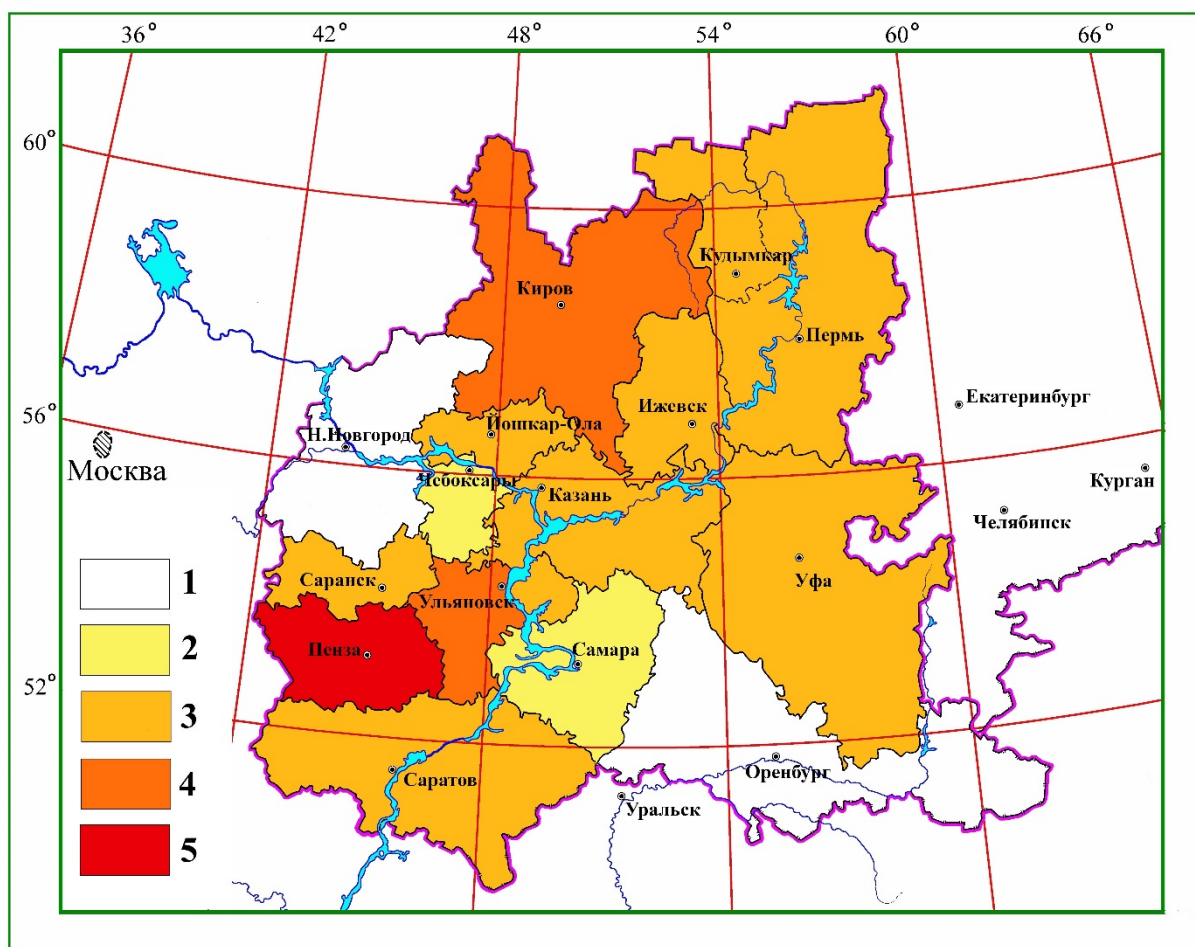 36°
42°
48°
54°
60°
66°
60°
Кудымкар
Киров
Пермь
56°
Екатеринбург
Ижевск
Йошкар-Ола
Н.Новгород
Москва
Чебоксары
Казань
Курган
Челябинск
Уфа
Саранск
1
Ульяновск
2
Пенза
Самара
52°
3
Саратов
Оренбург
4
Уральск
5